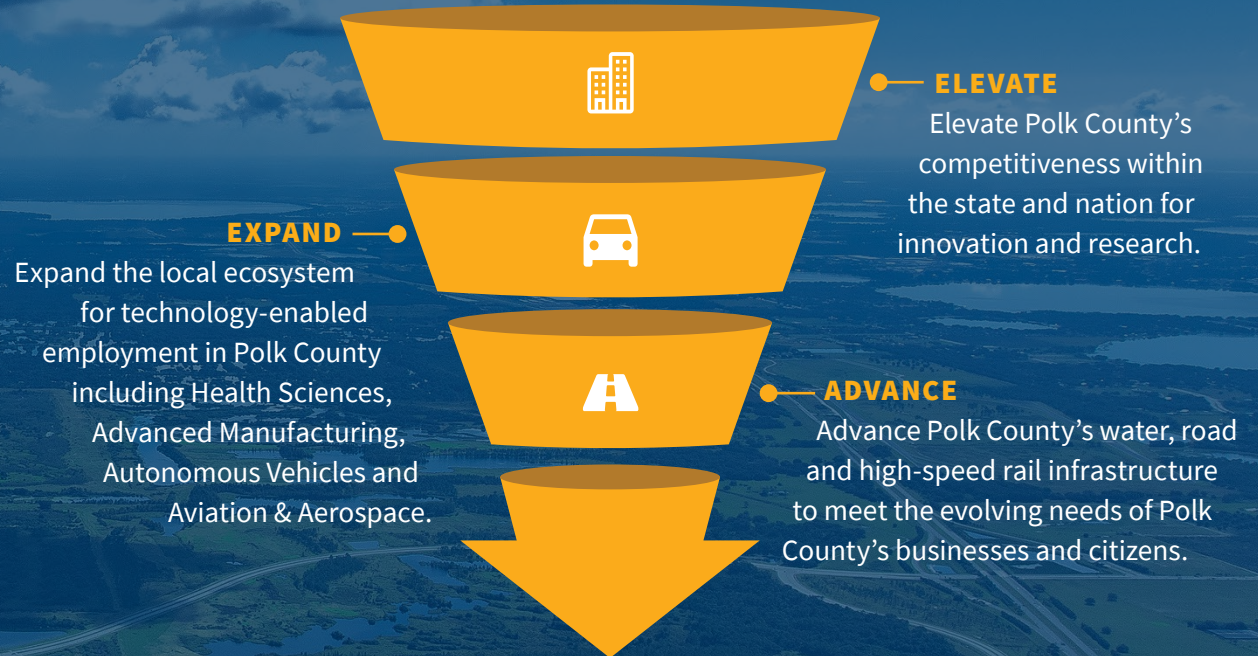 ELEVATE
Elevate Polk County’s
competitiveness within
the state and nation for
innovation and research.
EXPAND
Expand the local ecosystem
for technology-enabled
employment in Polk County
including Health Sciences,
Advanced Manufacturing,
Autonomous Vehicles and
Aviation & Aerospace.
ADVANCE
Advance Polk County’s water, road
and high-speed rail infrastructure
to meet the evolving needs of Polk
County’s businesses and citizens.